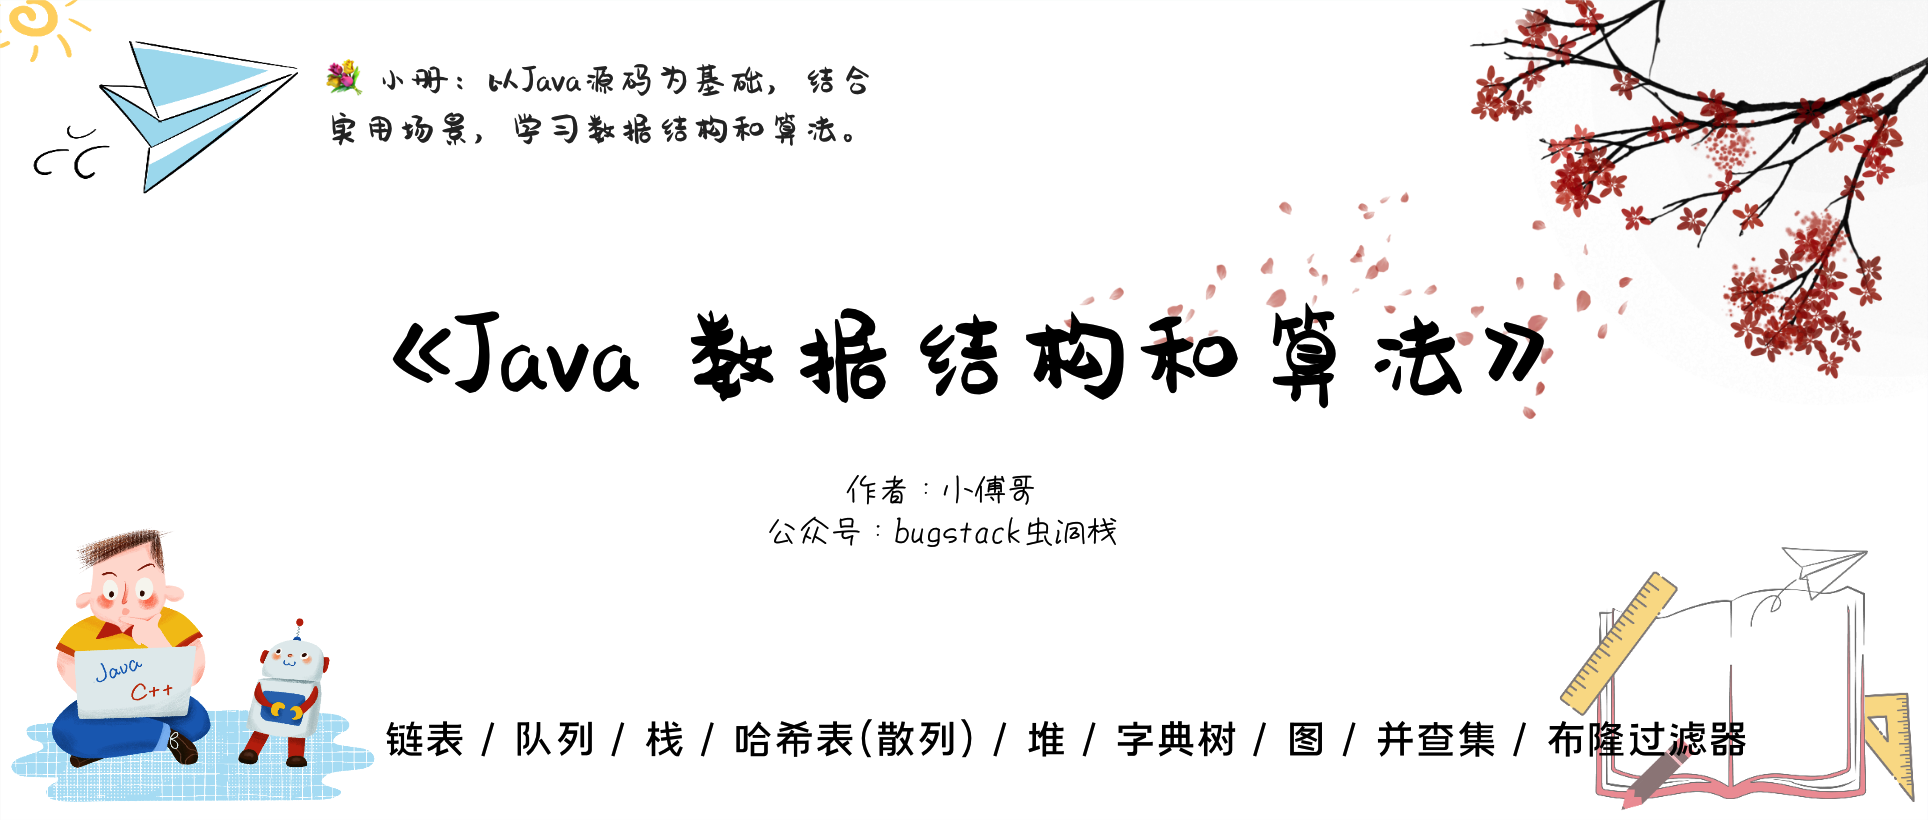 小册：以Java源码为基础，结合
实用场景，学习数据结构和算法。
《Java 数据结构和算法》
作者：小傅哥
公众号：bugstack虫洞栈
Java
C++
链表 / 队列 / 栈 / 哈希表(散列) / 堆 / 字典树 / 图 / 并查集 / 布隆过滤器